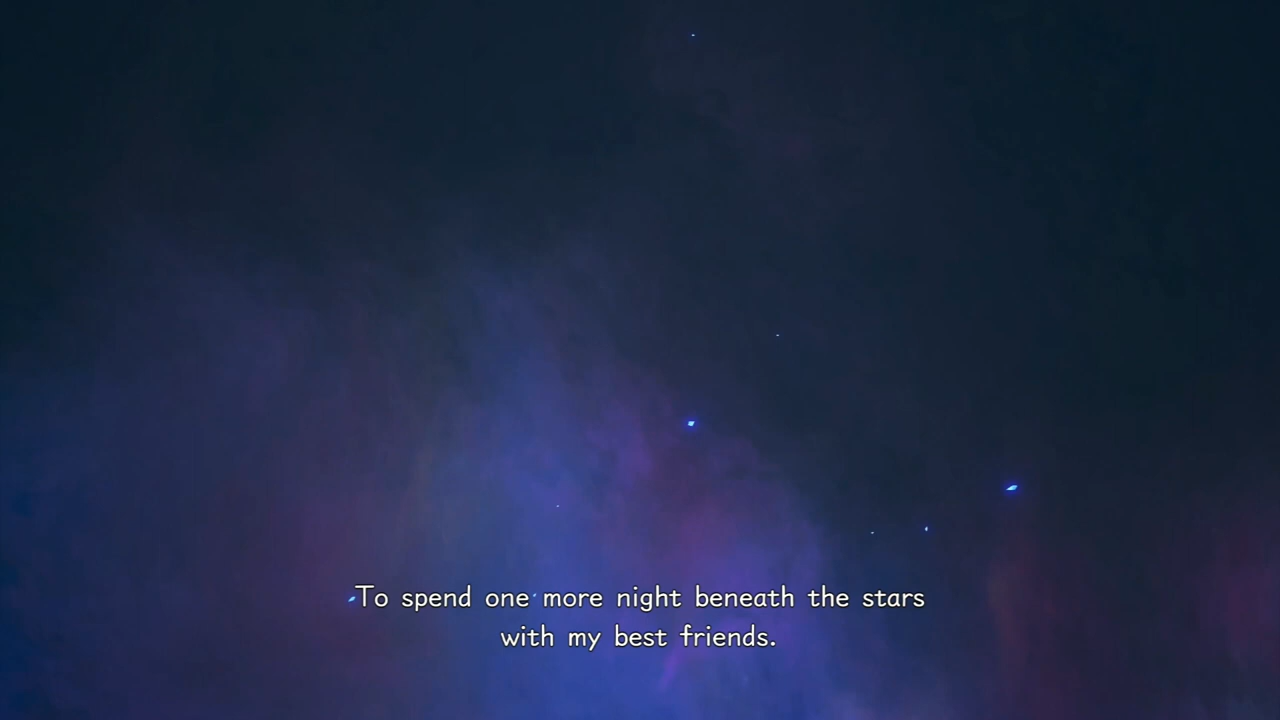 To spend one more night beneath the stars
with my best friends.